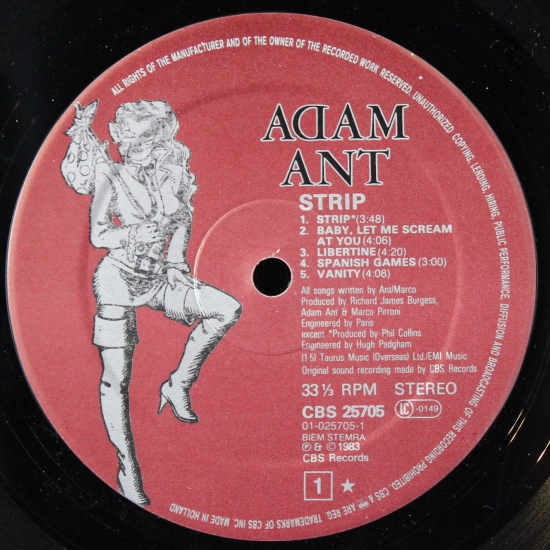 ALL RIGHTS OF THE MANUFACTURER AND OF THE OWNER OF THE RECORDED WORK RESERVED. UNAUTHORIZED COPYING, LENDING, HIRING, PUBLIC PERFORMANCE, DIFFUSION AND BROADCASTING OF THIS RECORDING PROHIBITED. CBS & ARE REG. TRADEMARKS OF CBS INC. MADE IN HOLLAND
ADAM
ANT
STRIP
1. STRIP*(3:48)
2. BABY, LET ME SCREAM
AT YOU(4:06)
3. LIBERTINE(4:20)
4. SPANISH GAMES(3:00)
5. VANITY(4:08)
All songs written by Ant/Marco
Produced by Richard James Burgess,
Adam Ant & Marco Pirroni
Engineered by Paris
except *Produced by Phil Collins
Engineered by Hugh Padgham
(1-5) Taurus Music (Overseas) Ltd./EMI Music
Original sound recording made by CBS Records
33 ⅓ RPM STEREO
CBS 25705 LC-0149
01-025705-1
BIEM STEMRA
℗ & © 1983
CBS Records
1 ★